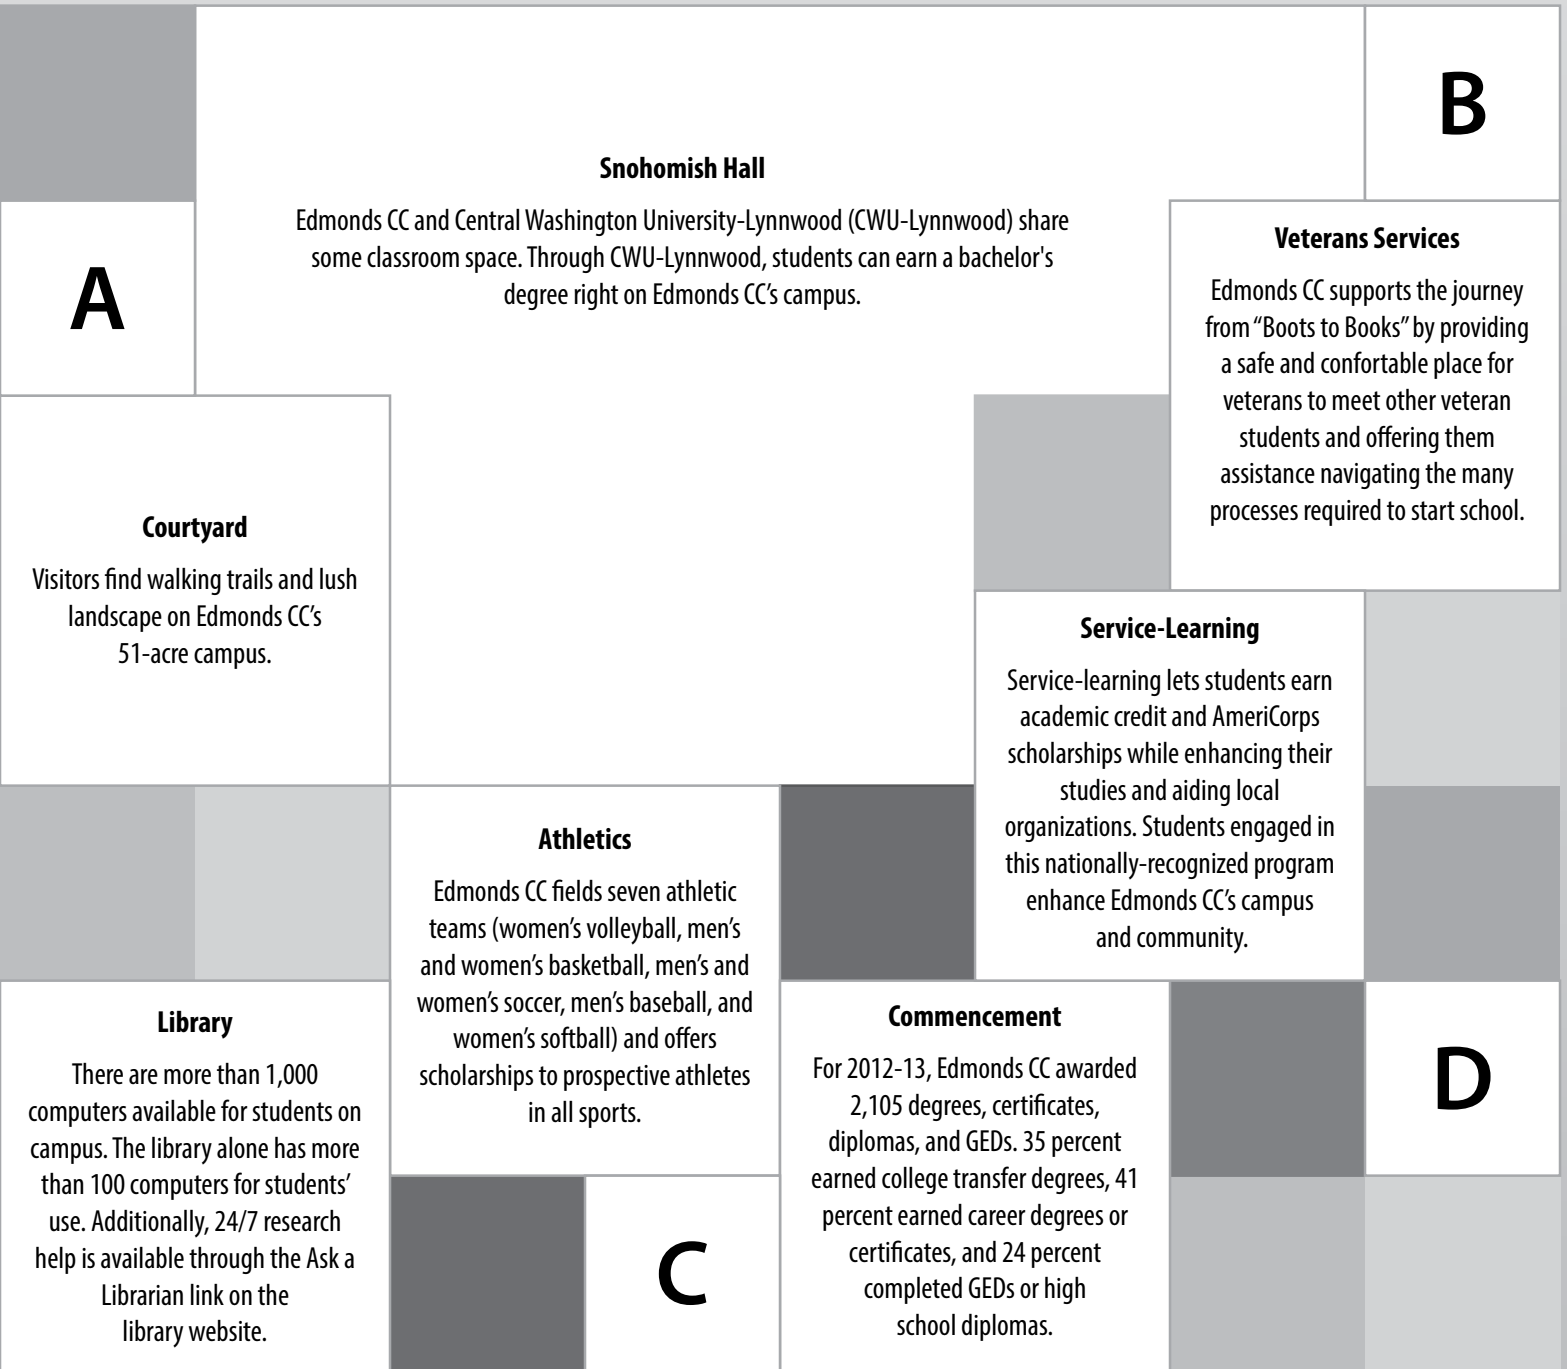 B
Snohomish Hall
Edmonds CC and Central Washington University-Lynnwood (CWU-Lynnwood) share
some classroom space. Through CWU-Lynnwood, students can earn a bachelor's
degree right on Edmonds CC’s campus.
A
Veterans Services
Edmonds CC supports the journey
from “Boots to Books” by providing
a safe and confortable place for
veterans to meet other veteran
students and offering them
assistance navigating the many
processes required to start school.
Courtyard
Visitors find walking trails and lush
landscape on Edmonds CC’s
51-acre campus.
Service-Learning
Service-learning lets students earn
academic credit and AmeriCorps
scholarships while enhancing their
studies and aiding local
organizations. Students engaged in
this nationally-recognized program
enhance Edmonds CC’s campus
and community.
Athletics
Edmonds CC fields seven athletic
teams (women’s volleyball, men’s
and women’s basketball, men’s and
women’s soccer, men’s baseball, and
women’s softball) and offers
scholarships to prospective athletes
in all sports.
Library
There are more than 1,000
computers available for students on
campus. The library alone has more
than 100 computers for students’
use. Additionally, 24/7 research
help is available through the Ask a
Librarian link on the
library website.
C
Commencement
For 2012-13, Edmonds CC awarded
2,105 degrees, certificates,
diplomas, and GEDs. 35 percent
earned college transfer degrees, 41
percent earned career degrees or
certificates, and 24 percent
completed GEDs or high
school diplomas.
D